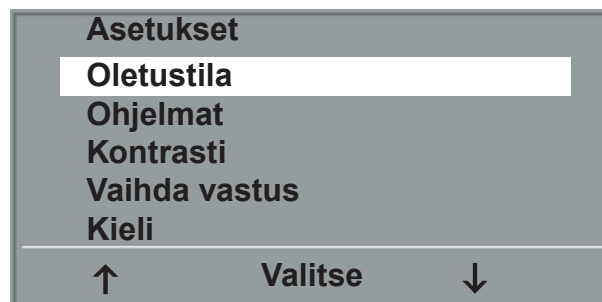 Asetukset
Oletustila
Ohjelmat
Kontrasti
Vaihda vastus
Kieli
↑ Valitse ↓